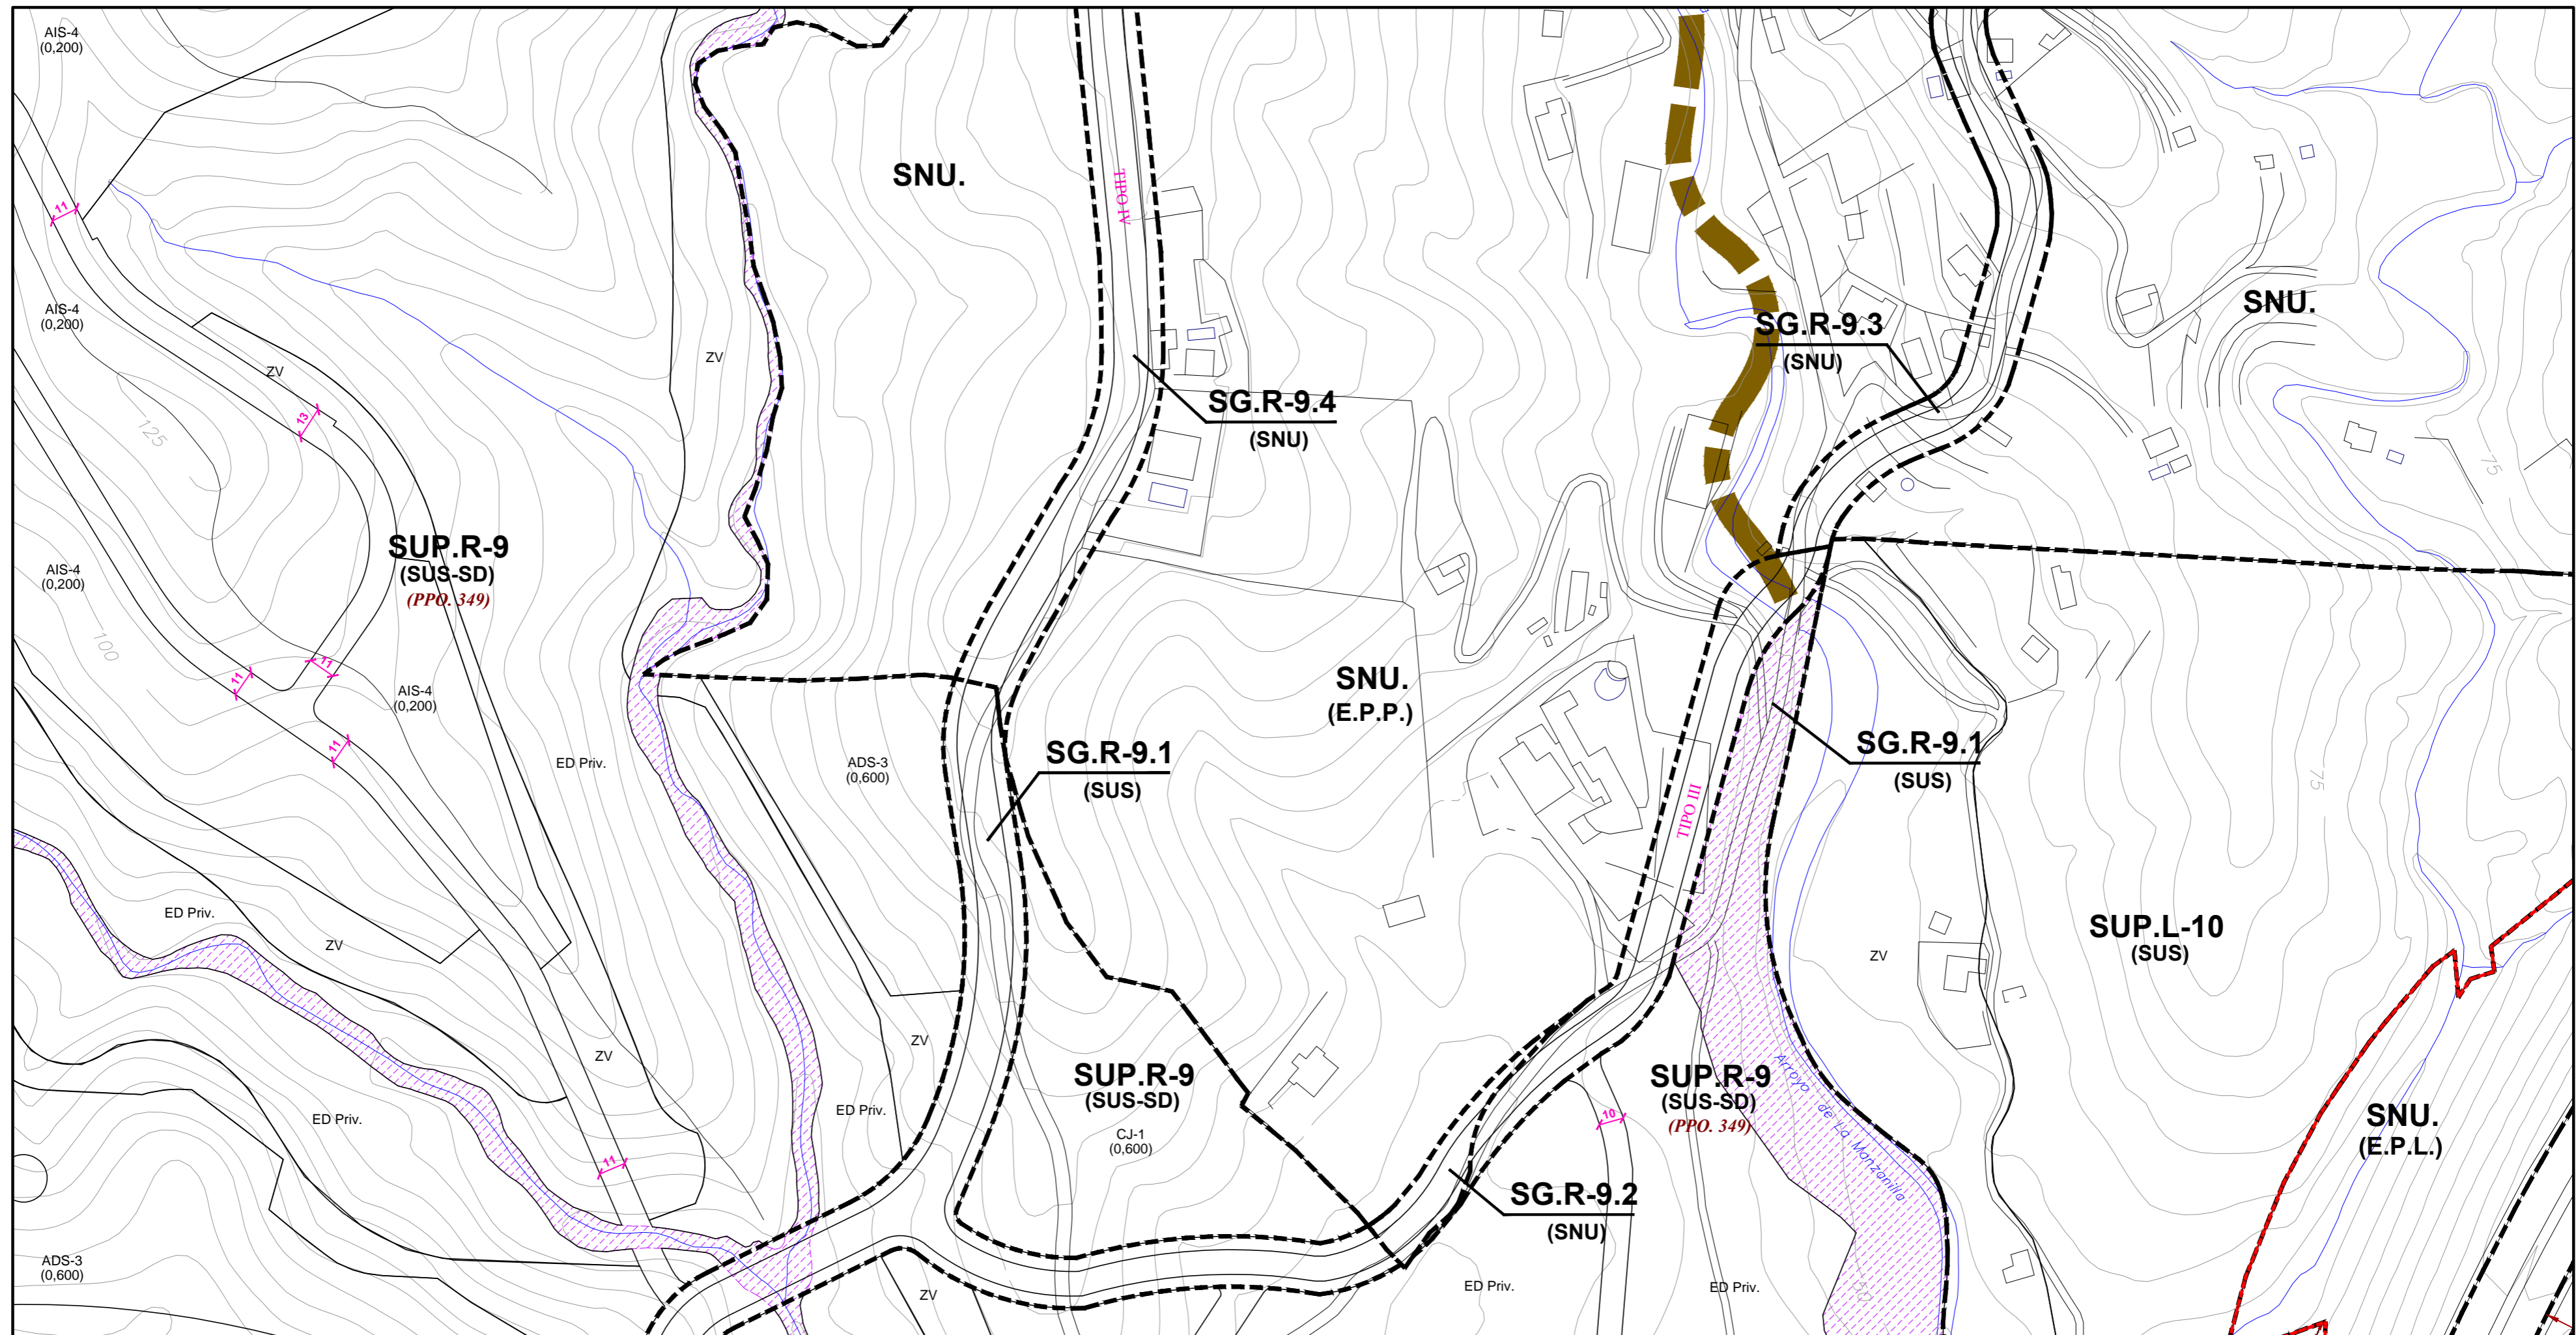 AIS-4
(0,200)
SNU.
TIPO IV
11
AIS-4
(0,200)
ZV
ZV
13
125
SG.R-9.3
(SNU)
SNU.
SG.R-9.4
(SNU)
75
SUP.R-9
(SUS-SD)
(PPO. 349)
AIS-4
(0,200)
100
11
11
11
AIS-4
(0,200)
ED Priv.
ADS-3
(0,600)
SG.R-9.1
(SUS)
SNU.
(E.P.P.)
TIPO III
SG.R-9.1
(SUS)
75
ED Priv.
ZV
ZV
SUP.L-10
(SUS)
ZV
ZV
ED Priv.
ED Priv.
SUP.R-9
(SUS-SD)
CJ-1
(0,600)
10
SUP.R-9
(SUS-SD)
(PPO. 349)
Arroyo de La Manzanilla
SNU.
(E.P.L.)
11
SG.R-9.2
(SNU)
ADS-3
(0,600)
ZV
ED Priv.
ED Priv.